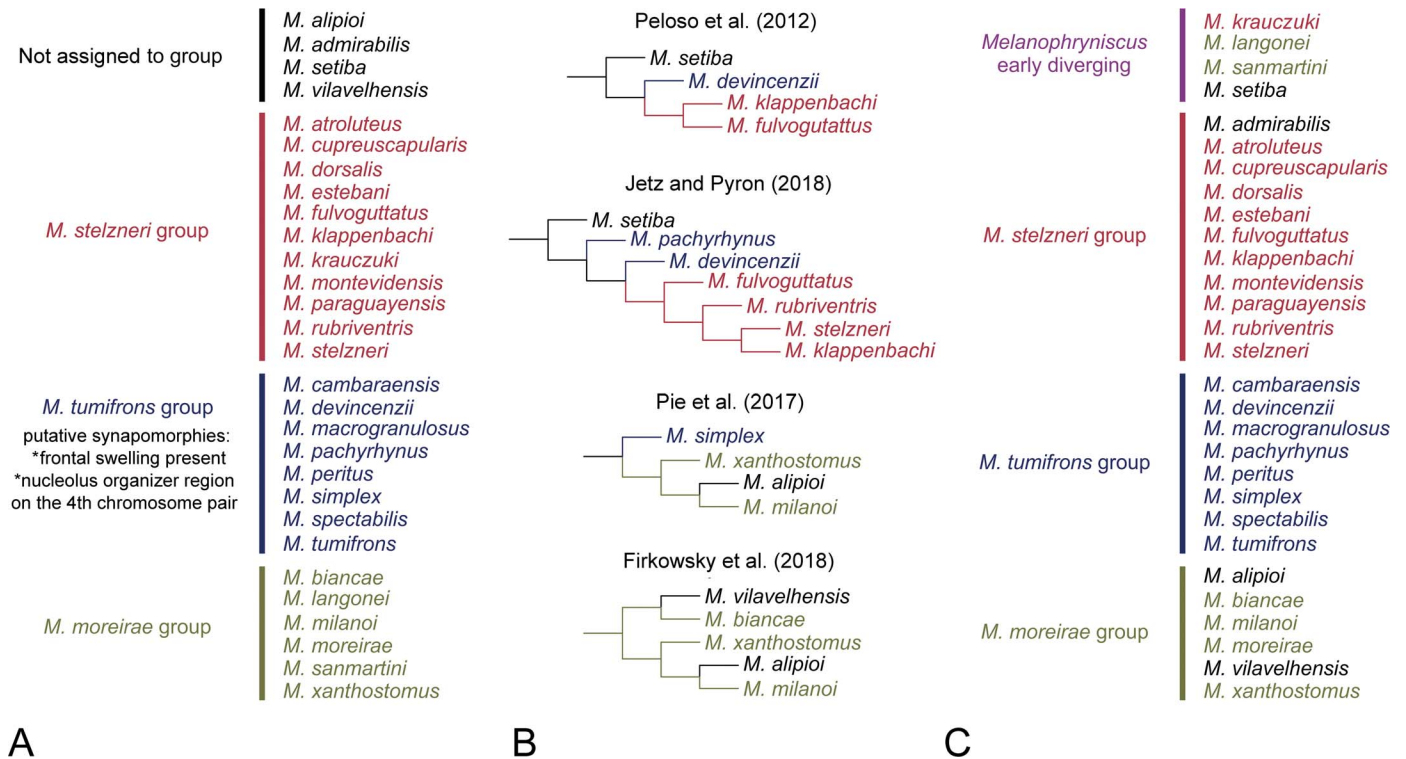 Not assigned to group
M. alipioi
M. admirabilis
M. setiba
M. vilavelhensis
M. stelzneri group
M. atroluteus
M. cupreuscapularis
M. dorsalis
M. estebani
M. fulvoguttatus
M. klappenbachi
M. krauczuki
M. montevidensis
M. paraguayensis
M. rubriventris
M. stelzneri
M. tumifrons group
putative synapomorphies:
*frontal swelling present
*nucleolus organizer region
on the 4th chromosome pair
M. cambaraensis
M. devincenzii
M. macrogranulosus
M. pachyrhynus
M. peritus
M. simplex
M. spectabilis
M. tumifrons
M. moreirae group
M. biancae
M. langonei
M. milanoi
M. moreirae
M. sanmartini
M. xanthostomus
A
Peloso et al. (2012)
M. setiba
M. devincenzii
M. klappenbachi
M. fulvogutattus
Jetz and Pyron (2018)
M. setiba
M. pachyrhynus
M. devincenzii
M. fulvoguttatus
M. rubriventris
M. stelzneri
M. klappenbachi
Pie et al. (2017)
M. simplex
M. xanthostomus
M. alipioi
M. milanoi
Firkowsky et al. (2018)
M. vilavelhensis
M. biancae
M. xanthostomus
M. alipioi
M. milanoi
B
Melanophryniscus
early diverging
M. krauczuki
M. langonei
M. sanmartini
M. setiba
M. stelzneri group
M. admirabilis
M. atroluteus
M. cupreuscapularis
M. dorsalis
M. estebani
M. fulvoguttatus
M. klappenbachi
M. montevidensis
M. paraguayensis
M. rubriventris
M. stelzneri
M. tumifrons group
M. cambaraensis
M. devincenzii
M. macrogranulosus
M. pachyrhynus
M. peritus
M. simplex
M. spectabilis
M. tumifrons
M. moreirae group
M. alipioi
M. biancae
M. milanoi
M. moreirae
M. vilavelhensis
M. xanthostomus
C